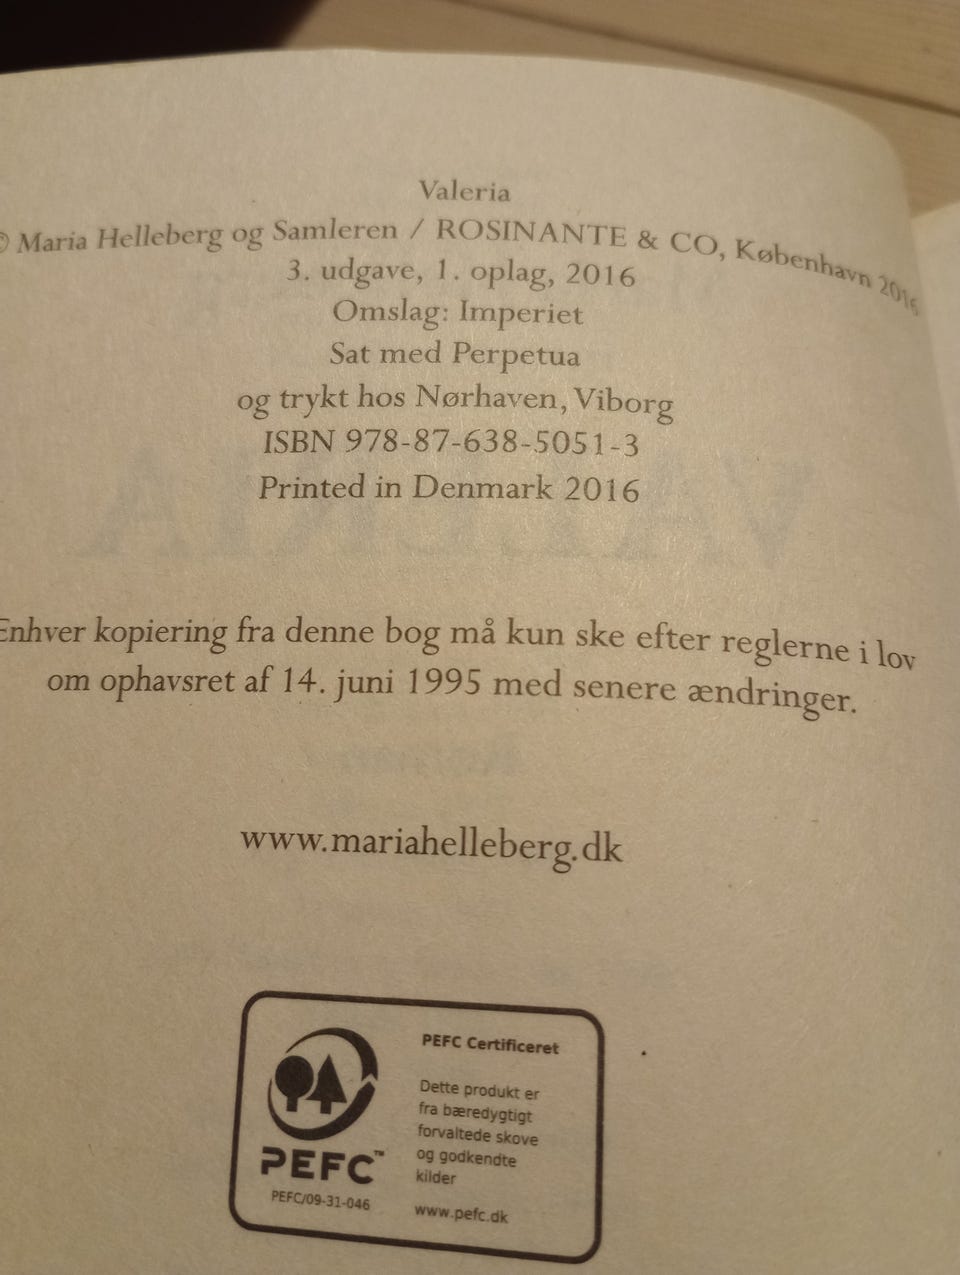 Valeria
© Maria Helleberg og Samleren / ROSINANTE & CO, København 2016
3. udgave, 1. oplag, 2016
Omslag: Imperiet
Sat med Perpetua
og trykt hos Nørhaven, Viborg
ISBN 978-87-638-5051-3
Printed in Denmark 2016
Enhver kopiering fra denne bog må kun ske efter reglerne i lov
om ophavsret af 14. juni 1995 med senere ændringer.
www.mariahelleberg.dk
PEFC™
PEFC/09-31-046
PEFC Certificeret
Dette produkt er
fra bæredygtigt
forvaltede skove
og godkendte
kilder
www.pefc.dk